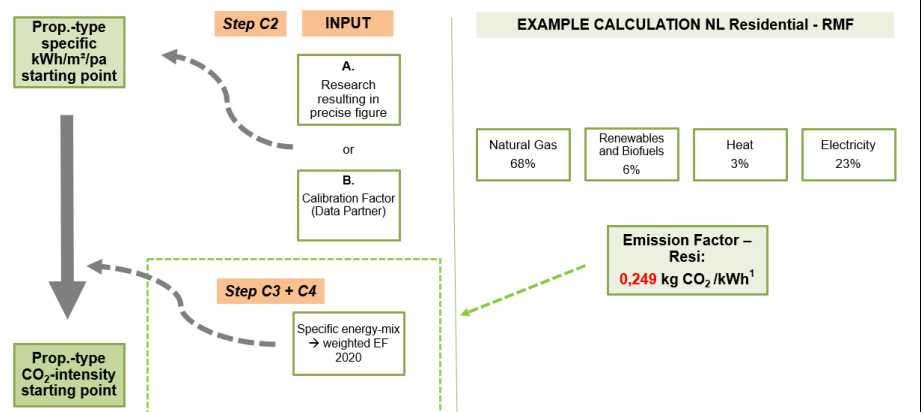 Prop.-type
specific
kWh/m²/pa
starting point
Step C2
INPUT
A.
Research
resulting in
precise figure
or
B.
Calibration Factor
(Data Partner)
Step C3 + C4
Specific energy-mix
→ weighted EF
2020
Prop.-type
CO₂-intensity
starting point
EXAMPLE CALCULATION NL Residential - RMF
Natural Gas
68%
Renewables
and Biofuels
6%
Heat
3%
Electricity
23%
Emission Factor –
Resi:
0,249 kg CO₂ /kWh¹